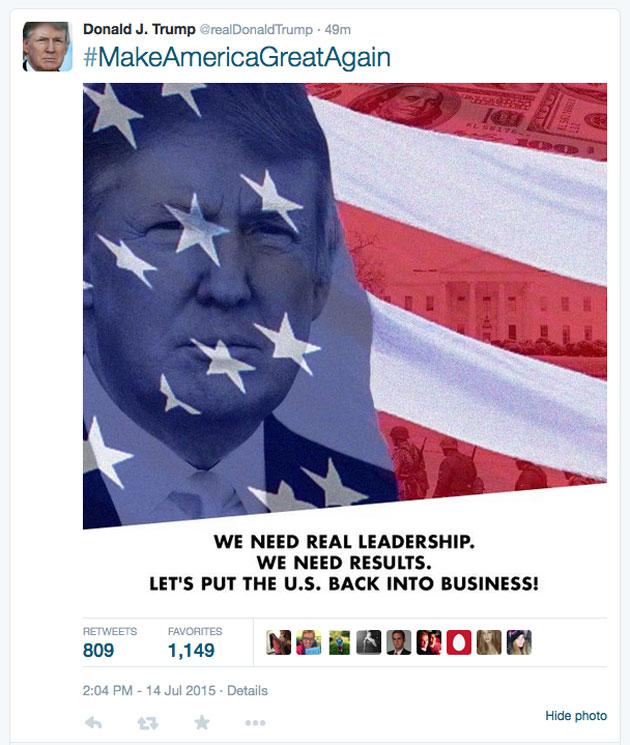 Donald J. Trump @realDonaldTrump · 49m
#MakeAmericaGreatAgain
WE NEED REAL LEADERSHIP.
WE NEED RESULTS.
LET'S PUT THE U.S. BACK INTO BUSINESS!
RETWEETS FAVORITES
809 1,149
2:04 PM - 14 Jul 2015 · Details
Hide photo